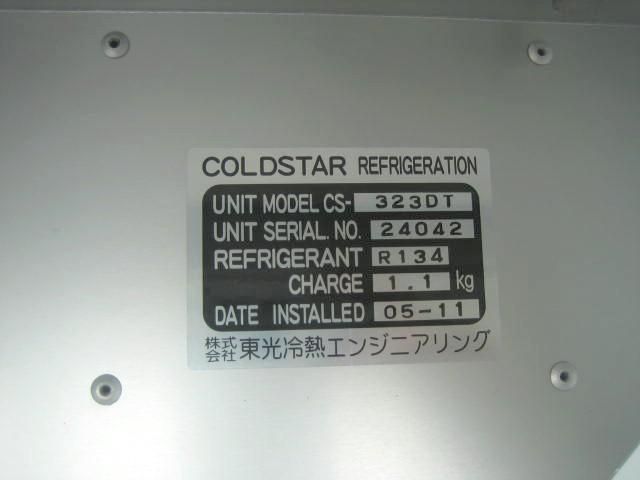 COLDSTAR REFRIGERATION
UNIT MODEL CS- 323DT
UNIT SERIAL. NO. 24042
REFRIGERANT R134
CHARGE 1.1 kg
DATE INSTALLED 05-11
株式会社 東光冷熱エンジニアリング